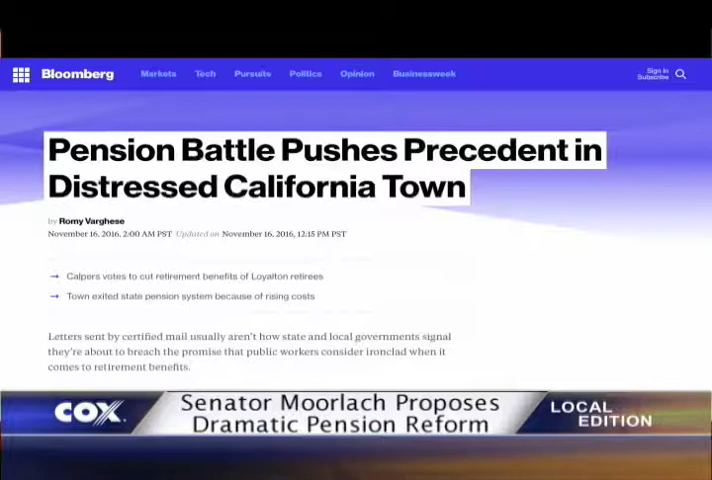 Bloomberg Markets Tech Pursuits Politics Opinion Businessweek Sign In
Subscribe
Pension Battle Pushes Precedent in
Distressed California Town
by Romy Varghese
November 16, 2016, 2:00 AM PST Updated on November 16, 2016, 12:15 PM PST
→ Calpers votes to cut retirement benefits of Loyalton retirees
→ Town exited state pension system because of rising costs
Letters sent by certified mail usually aren't how state and local governments signal
they're about to breach the promise that public workers consider ironclad when it
comes to retirement benefits.
COX.
Senator Moorlach Proposes
Dramatic Pension Reform
LOCAL
EDITION